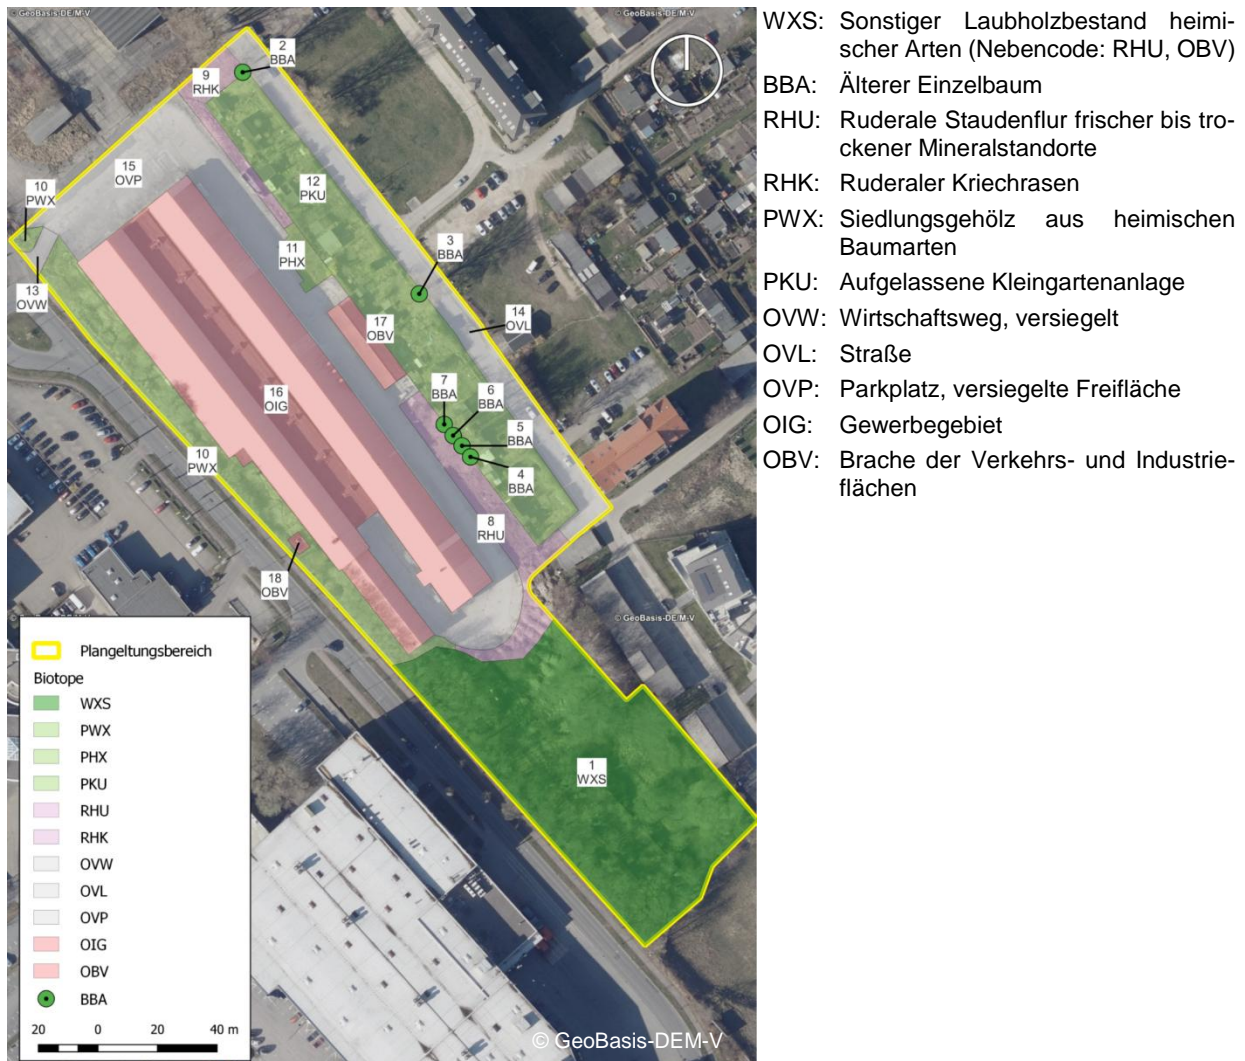 © GeoBasis-DE/M-V
© GeoBasis-DE/M-V
2
BBA
9
RHK
15
OVP
10
PWX
12
PKU
11
PHX
3
BBA
13
OVW
14
OVL
17
OBV
7
BBA
6
BBA
16
OIG
5
BBA
10
PWX
4
BBA
8
RHU
18
OBV
© GeoBasis-DE/M-V
1
WXS
Plangeltungsbereich
Biotope
WXS
PWX
PHX
PKU
RHU
RHK
OVW
OVL
OVP
OIG
OBV
BBA
20 0 20 40 m
© GeoBasis-DEM-V
WXS: Sonstiger Laubholzbestand heimi-
scher Arten (Nebencode: RHU, OBV)
BBA: Älterer Einzelbaum
RHU: Ruderale Staudenflur frischer bis tro-
ckener Mineralstandorte
RHK: Ruderaler Kriechrasen
PWX: Siedlungsgehölz aus heimischen
Baumarten
PKU: Aufgelassene Kleingartenanlage
OVW: Wirtschaftsweg, versiegelt
OVL: Straße
OVP: Parkplatz, versiegelte Freifläche
OIG: Gewerbegebiet
OBV: Brache der Verkehrs- und Industrie-
flächen